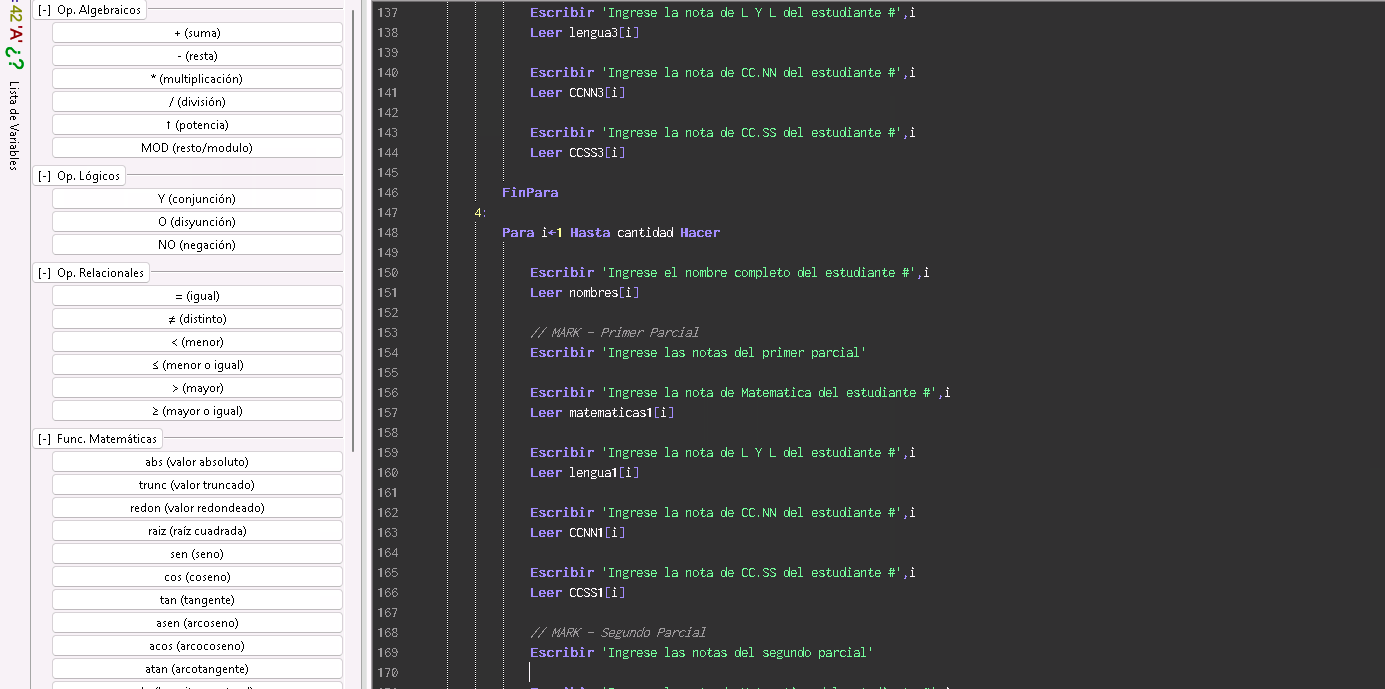 42 'A' ¿?
Lista de Variables
[-] Op. Algebraicos
+ (suma)
- (resta)
* (multiplicación)
/ (división)
↑ (potencia)
MOD (resto/modulo)
[-] Op. Lógicos
Y (conjunción)
O (disyunción)
NO (negación)
[-] Op. Relacionales
= (igual)
≠ (distinto)
< (menor)
≤ (menor o igual)
> (mayor)
≥ (mayor o igual)
[-] Func. Matemáticas
abs (valor absoluto)
trunc (valor truncado)
redon (valor redondeado)
raiz (raíz cuadrada)
sen (seno)
cos (coseno)
tan (tangente)
asen (arcoseno)
acos (arcocoseno)
atan (arcotangente)
137 Escribir 'Ingrese la nota de L Y L del estudiante #',i
138 Leer lengua3[i]
139
140 Escribir 'Ingrese la nota de CC.NN del estudiante #',i
141 Leer CCNN3[i]
142
143 Escribir 'Ingrese la nota de CC.SS del estudiante #',i
144 Leer CCSS3[i]
145
146 FinPara
147 4:
148 Para i←1 Hasta cantidad Hacer
149
150 Escribir 'Ingrese el nombre completo del estudiante #',i
151 Leer nombres[i]
152
153 // MARK - Primer Parcial
154 Escribir 'Ingrese las notas del primer parcial'
155
156 Escribir 'Ingrese la nota de Matematica del estudiante #',i
157 Leer matematicas1[i]
158
159 Escribir 'Ingrese la nota de L Y L del estudiante #',i
160 Leer lengua1[i]
161
162 Escribir 'Ingrese la nota de CC.NN del estudiante #',i
163 Leer CCNN1[i]
164
165 Escribir 'Ingrese la nota de CC.SS del estudiante #',i
166 Leer CCSS1[i]
167
168 // MARK - Segundo Parcial
169 Escribir 'Ingrese las notas del segundo parcial'
170